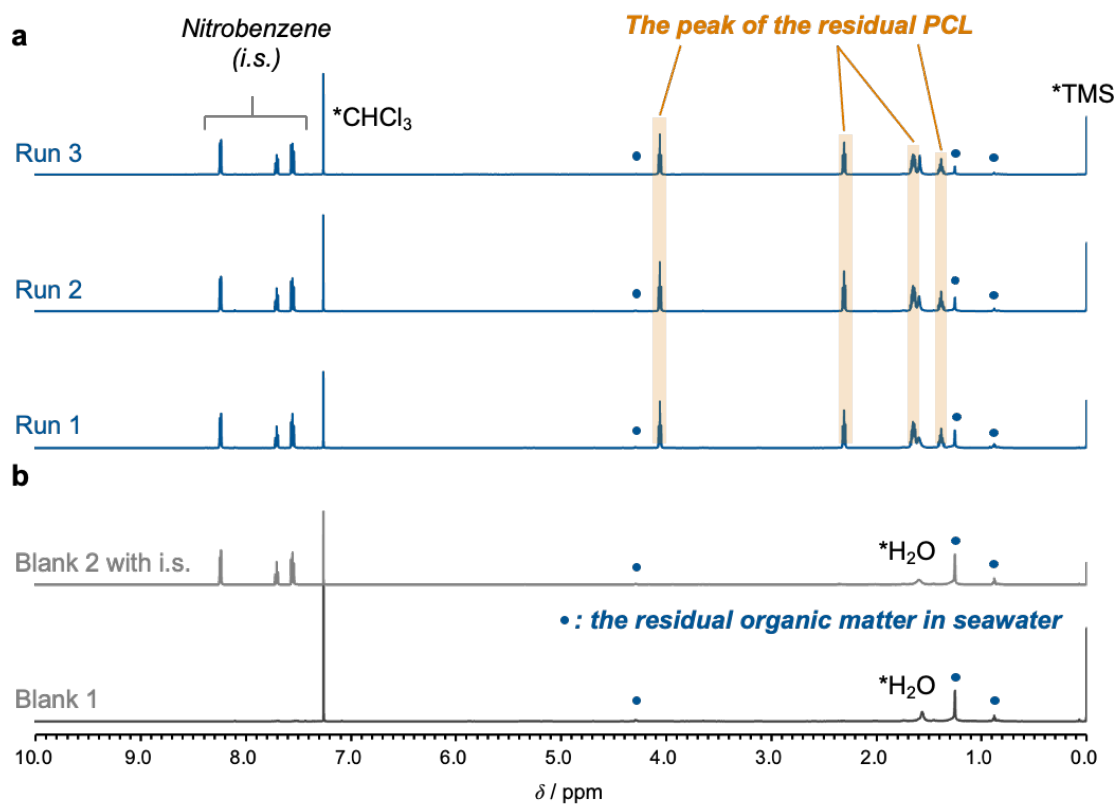 a
Nitrobenzene
(i.s.)
The peak of the residual PCL
*CHCl₃
*TMS
Run 3
Run 2
Run 1
b
Blank 2 with i.s.
*H₂O
• : the residual organic matter in seawater
Blank 1
*H₂O
10.0 9.0 8.0 7.0 6.0 5.0 4.0 3.0 2.0 1.0 0.0
δ / ppm